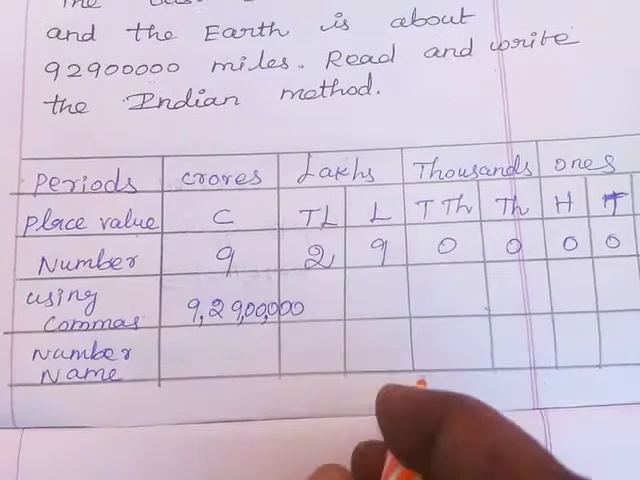 The
and the Earth is about
92900000 miles. Read and write
the Indian method.
Periods crores Lakhs Thousands ones
Place value C TL L T Th Th H T
Number 9 2 9 0 0 0 0
using
Commas 9,29,00,000
Number
Name